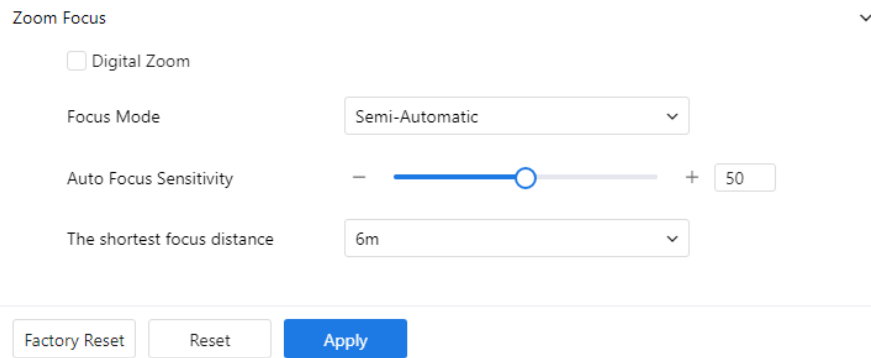 Zoom Focus
Digital Zoom
Focus Mode Semi-Automatic
Auto Focus Sensitivity − + 50
The shortest focus distance 6m
Factory Reset Reset Apply